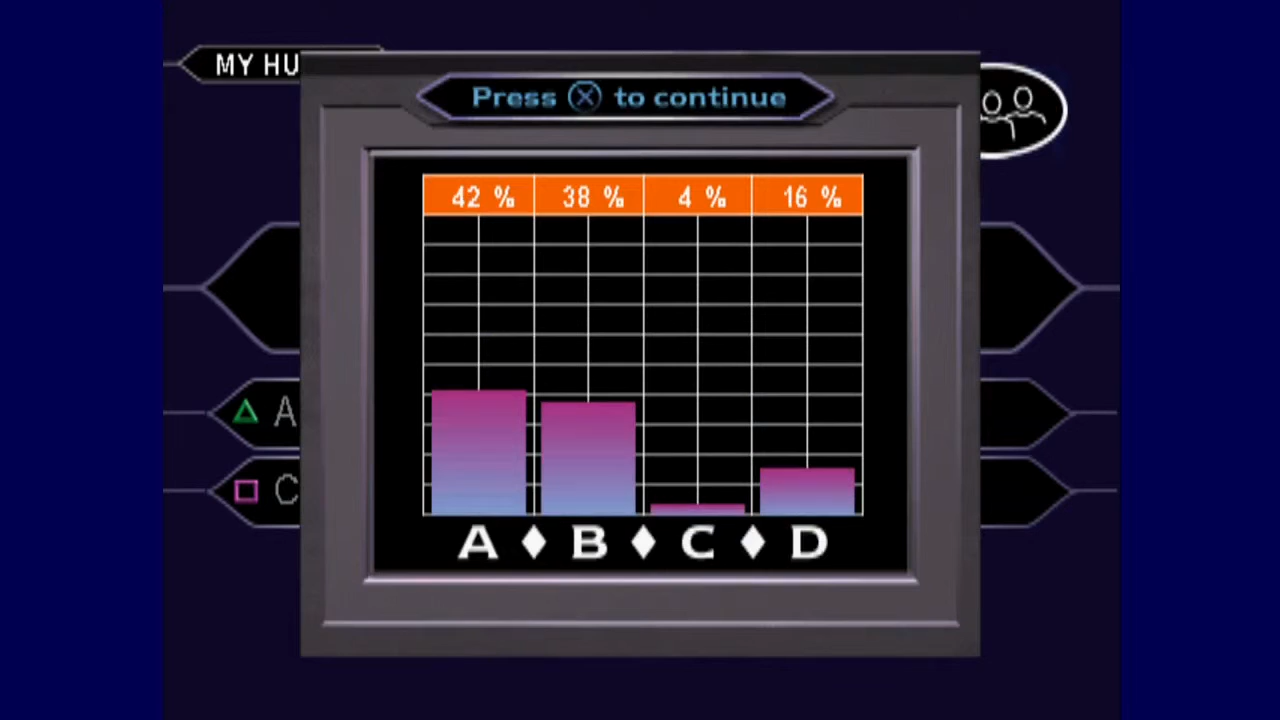 MY HU
Press ⓧ to continue
42 % 38 % 4 % 16 %
A
C
A ♦ B ♦ C ♦ D